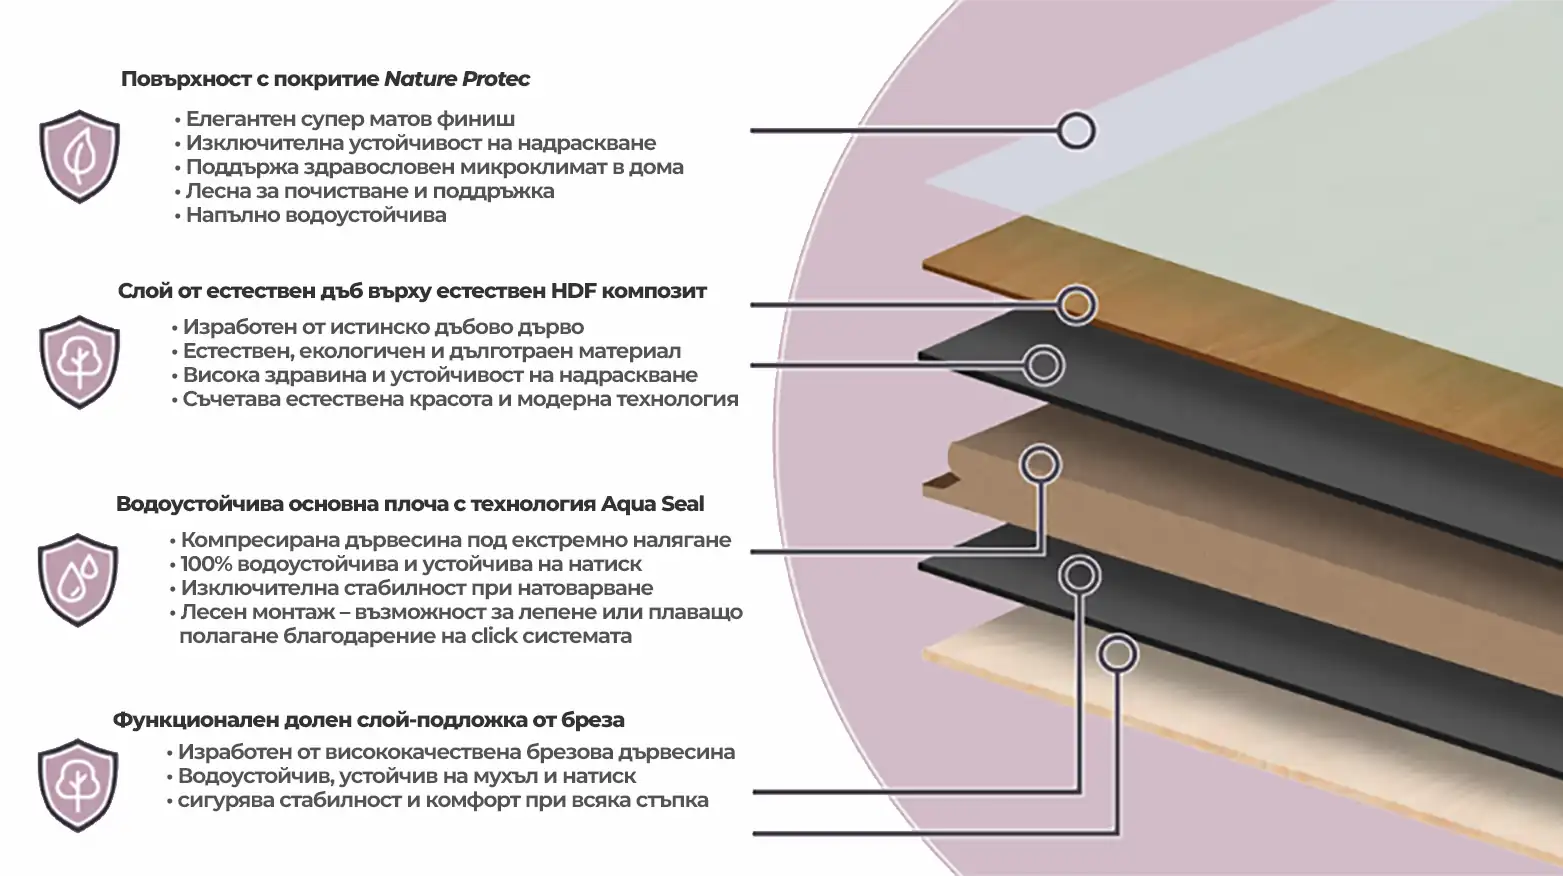 Повърхност с покритие Nature Protec
• Елегантен супер матов финиш
• Изключителна устойчивост на надраскване
• Поддържа здравословен микроклимат в дома
• Лесна за почистване и поддръжка
• Напълно водоустойчива
Слой от естествен дъб върху естествен HDF композит
• Изработен от истинско дъбово дърво
• Естествен, екологичен и дълготраен материал
• Висока здравина и устойчивост на надраскване
• Съчетава естествена красота и модерна технология
Водоустойчива основна плоча с технология Aqua Seal
• Компресирана дървесина под екстремно налягане
• 100% водоустойчива и устойчива на натиск
• Изключителна стабилност при натоварване
• Лесен монтаж – възможност за лепене или плаващо
полагане благодарение на click системата
Функционален долен слой-подложка от бреза
• Изработен от висококачествена брезова дървесина
• Водоустойчив, устойчив на мухъл и натиск
• сигурява стабилност и комфорт при всяка стъпка